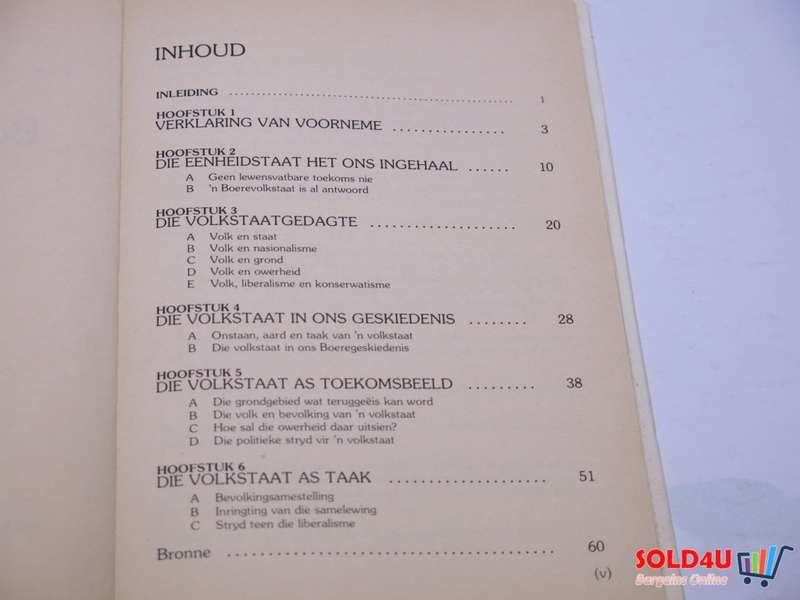 INHOUD
INLEIDING ........................................ 1
HOOFSTUK 1
VERKLARING VAN VOORNEME ................ 3
HOOFSTUK 2
DIE EENHEIDSTAAT HET ONS INGEHAAL ...... 10
A Geen lewensvatbare toekoms nie
B 'n Boerevolkstaat is al antwoord
HOOFSTUK 3
DIE VOLKSTAATGEDAGTE .................... 20
A Volk en staat
B Volk en nasionalisme
C Volk en grond
D Volk en owerheid
E Volk, liberalisme en konserwatisme
HOOFSTUK 4
DIE VOLKSTAAT IN ONS GESKIEDENIS ........ 28
A Onstaan, aard en taak van 'n volkstaat
B Die volkstaat in ons Boeregeskiedenis
HOOFSTUK 5
DIE VOLKSTAAT AS TOEKOMSBEELD ......... 38
A Die grondgebied wat teruggeëis kan word
B Die volk en bevolking van 'n volkstaat
C Hoe sal die owerheid daar uitsien?
D Die politieke stryd vir 'n volkstaat
HOOFSTUK 6
DIE VOLKSTAAT AS TAAK .................... 51
A Bevolkingsamestelling
B Inringting van die samelewing
C Stryd teen die liberalisme
Bronne ........................................ 60
(v)
SOLD4U
Bargains Online